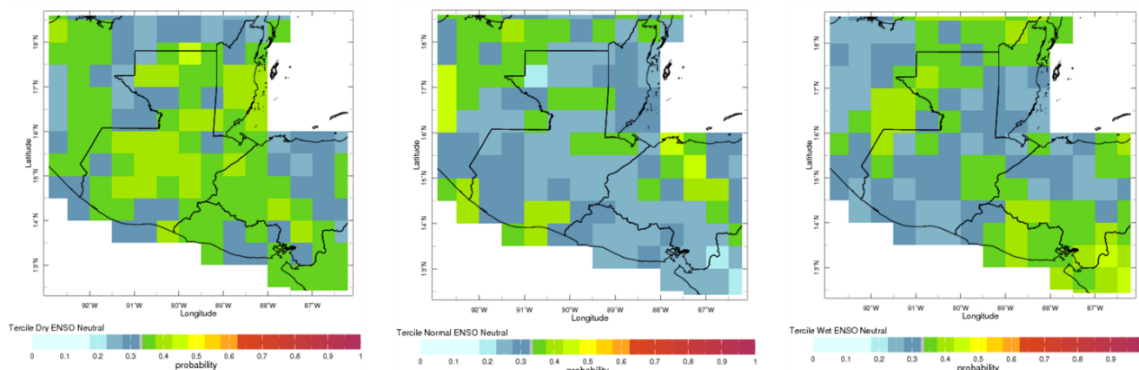 18°N
17°N
16°N
15°N
14°N
13°N
Latitude
92°W 91°W 90°W 89°W 88°W 87°W
Longitude
Tercile Dry ENSO Neutral
0 0.1 0.2 0.3 0.4 0.5 0.6 0.7 0.8 0.9 1
probability
18°N
17°N
16°N
15°N
14°N
13°N
Latitude
92°W 91°W 90°W 89°W 88°W 87°W
Longitude
Tercile Normal ENSO Neutral
0 0.1 0.2 0.3 0.4 0.5 0.6 0.7 0.8 0.9 1
probability
18°N
17°N
16°N
15°N
14°N
13°N
Latitude
92°W 91°W 90°W 89°W 88°W 87°W
Longitude
Tercile Wet ENSO Neutral
0 0.1 0.2 0.3 0.4 0.5 0.6 0.7 0.8 0.9
probability